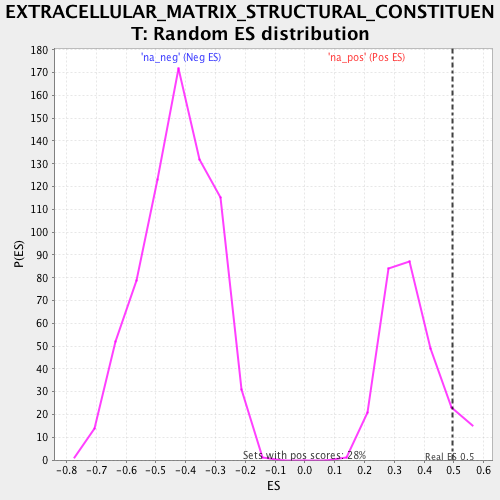 EXTRACELLULAR_MATRIX_STRUCTURAL_CONSTITUEN
T: Random ES distribution
'na_neg' (Neg ES)
'na_pos' (Pos ES)
180
170
160
150
140
130
120
110
100
90
80
70
60
50
40
30
20
10
0
P(ES)
Sets with pos scores: 28%
Real ES 0.5
-0.8 -0.7 -0.6 -0.5 -0.4 -0.3 -0.2 -0.1 0.0 0.1 0.2 0.3 0.4 0.5 0.6
ES